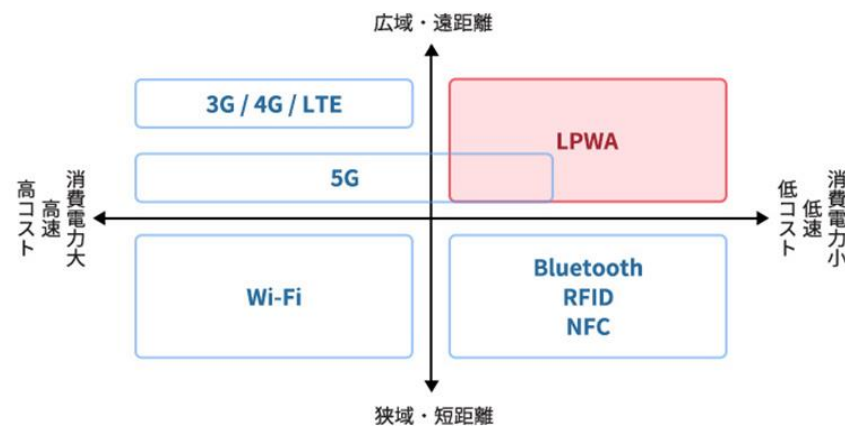 広域・遠距離
3G / 4G / LTE
LPWA
5G
消費電力大
高速
高コスト
消費電力小
低速
低コスト
Wi-Fi
Bluetooth
RFID
NFC
狭域・短距離